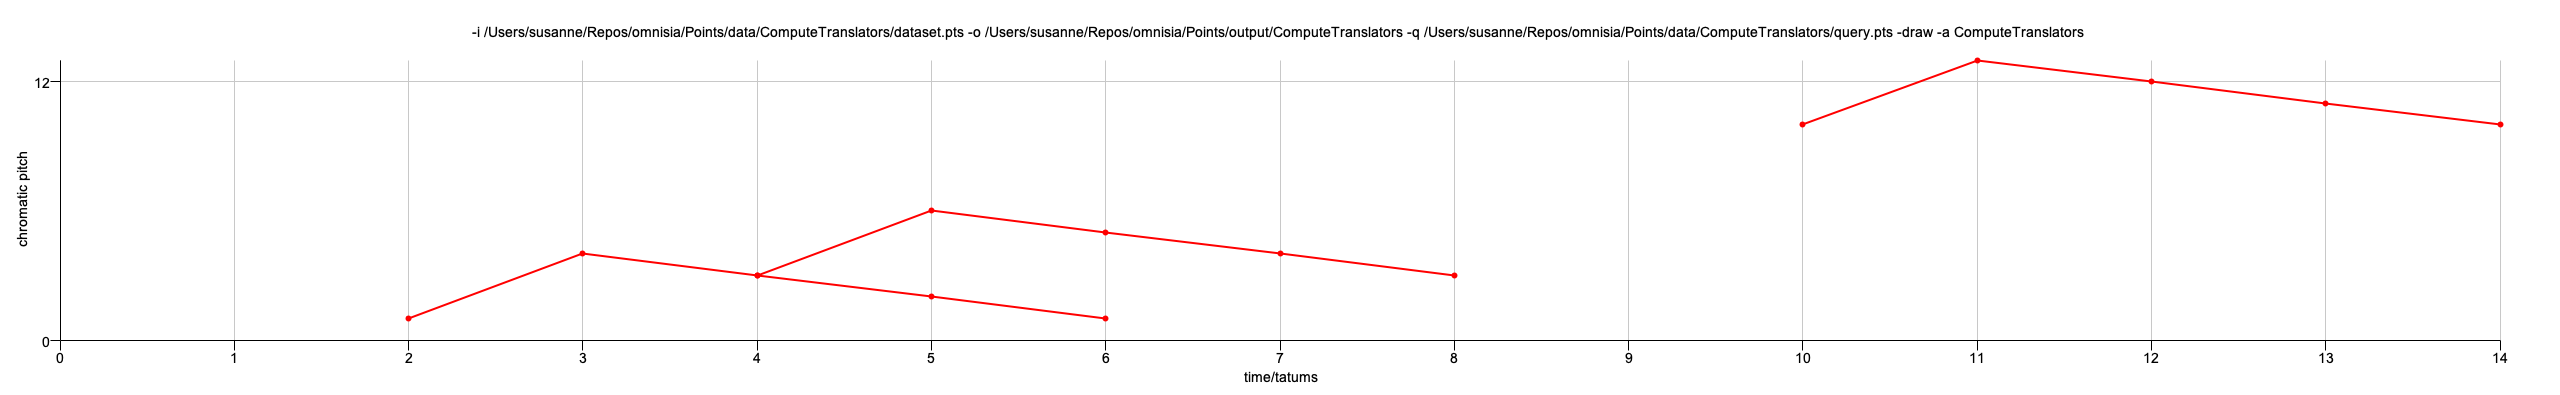 -i /Users/susanne/Repos/omnisia/Points/data/ComputeTranslators/dataset.pts -o /Users/susanne/Repos/omnisia/Points/output/ComputeTranslators -q /Users/susanne/Repos/omnisia/Points/data/ComputeTranslators/query.pts -draw -a ComputeTranslators
12
chromatic pitch
0
0 1 2 3 4 5 6 7 8 9 10 11 12 13 14
time/tatums